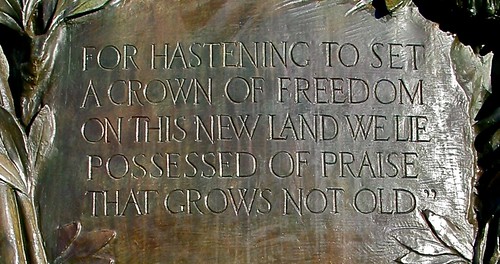 FOR HASTENING TO SET
A CROWN OF FREEDOM
ON THIS NEW LAND WE LIE
POSSESSED OF PRAISE
THAT GROWS NOT OLD"